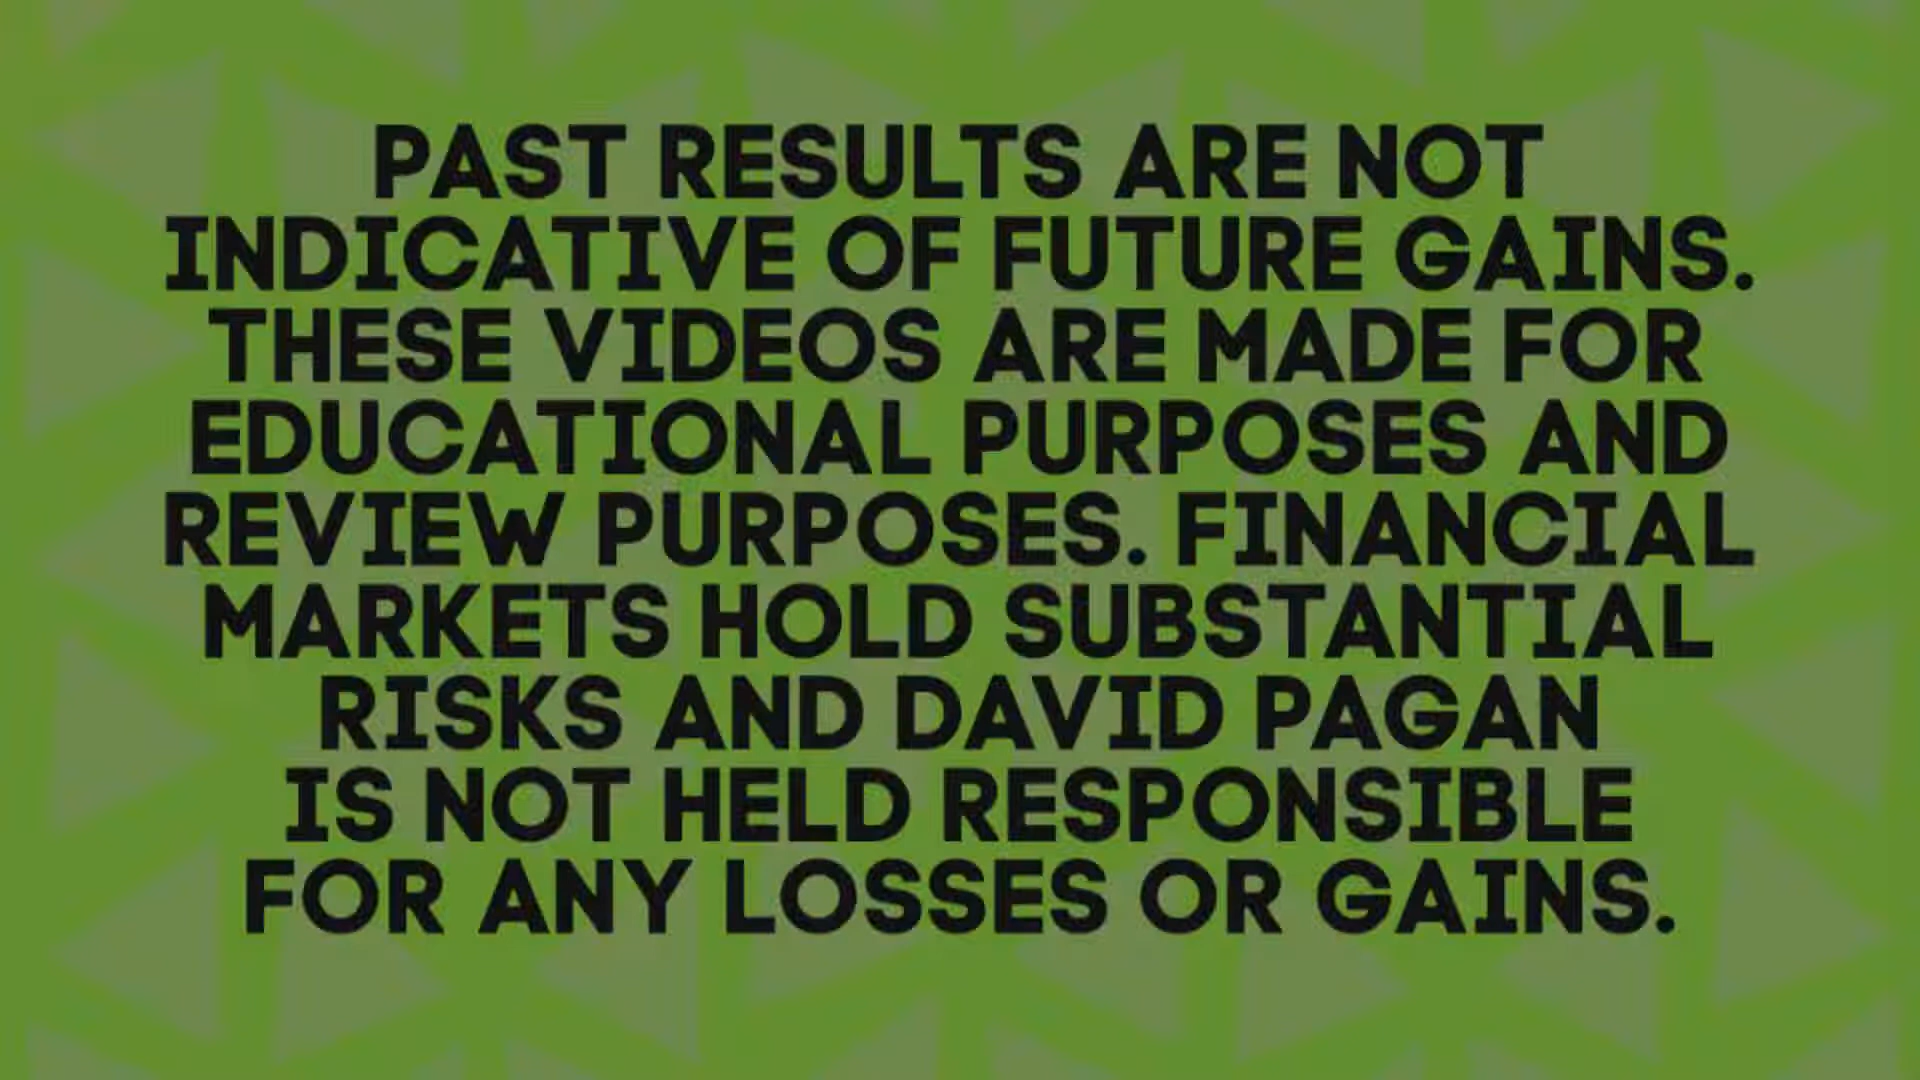 PAST RESULTS ARE NOT
INDICATIVE OF FUTURE GAINS.
THESE VIDEOS ARE MADE FOR
EDUCATIONAL PURPOSES AND
REVIEW PURPOSES. FINANCIAL
MARKETS HOLD SUBSTANTIAL
RISKS AND DAVID PAGAN
IS NOT HELD RESPONSIBLE
FOR ANY LOSSES OR GAINS.